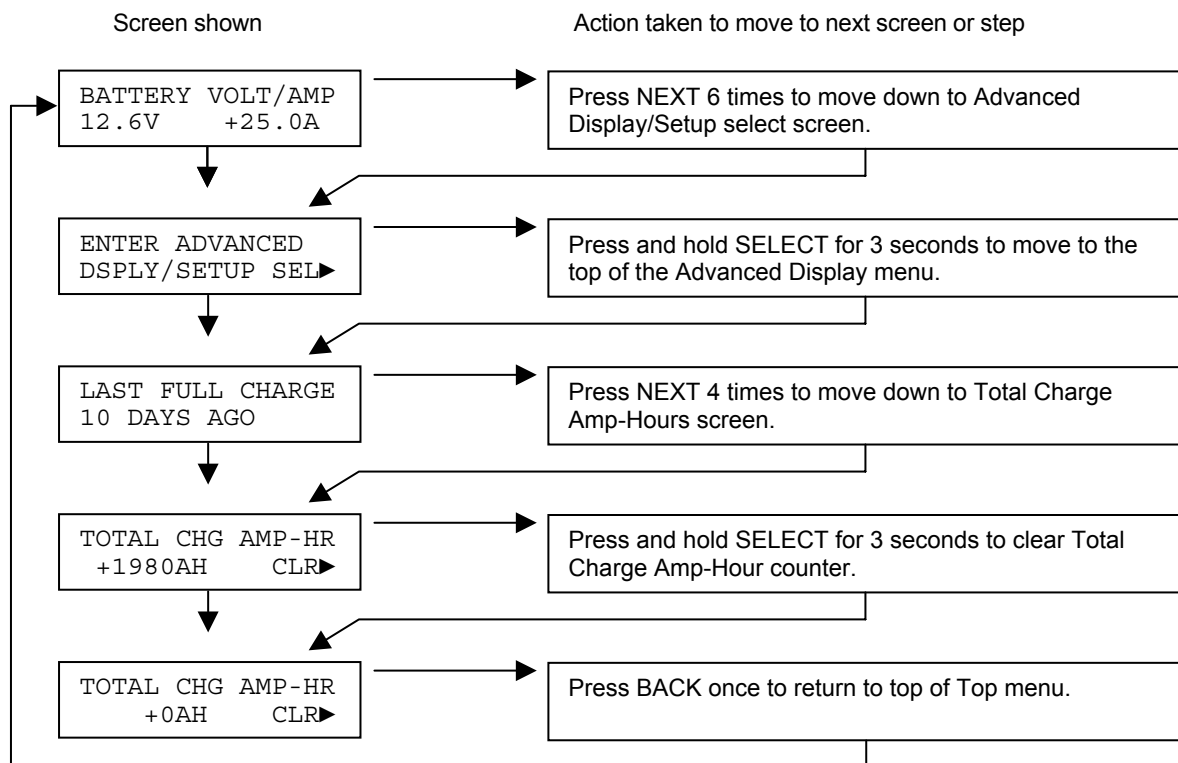 Screen shown
Action taken to move to next screen or step
BATTERY VOLT/AMP
12.6V +25.0A
Press NEXT 6 times to move down to Advanced
Display/Setup select screen.
ENTER ADVANCED
DSPLY/SETUP SEL►
Press and hold SELECT for 3 seconds to move to the
top of the Advanced Display menu.
LAST FULL CHARGE
10 DAYS AGO
Press NEXT 4 times to move down to Total Charge
Amp-Hours screen.
TOTAL CHG AMP-HR
+1980AH CLR►
Press and hold SELECT for 3 seconds to clear Total
Charge Amp-Hour counter.
TOTAL CHG AMP-HR
+0AH CLR►
Press BACK once to return to top of Top menu.